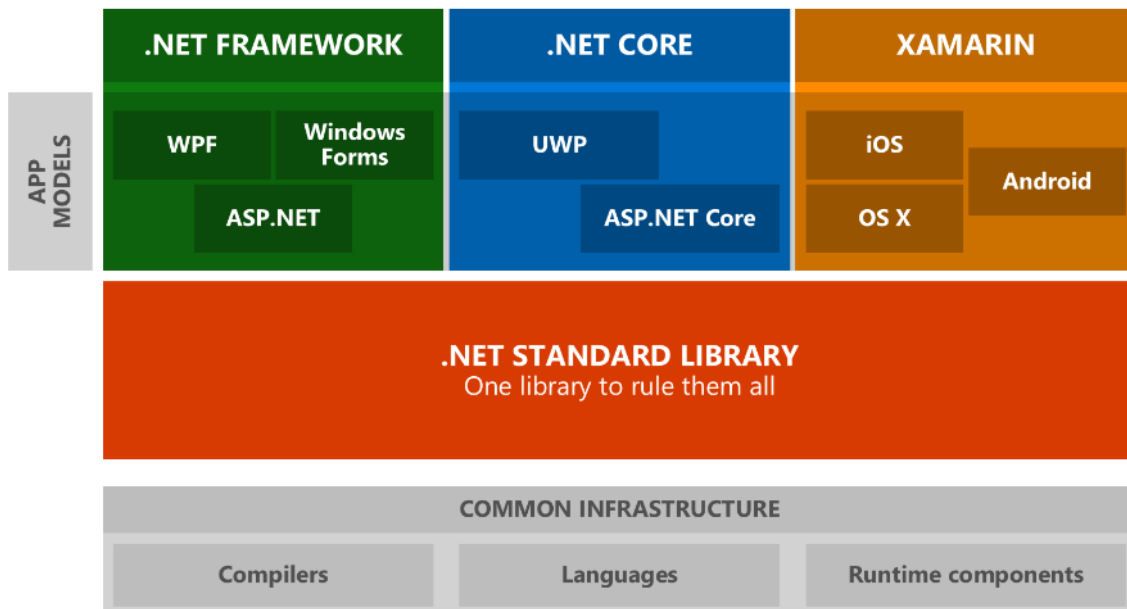 .NET FRAMEWORK
.NET CORE
XAMARIN
APP
MODELS
WPF
Windows
Forms
ASP.NET
UWP
ASP.NET Core
iOS
Android
OS X
.NET STANDARD LIBRARY
One library to rule them all
COMMON INFRASTRUCTURE
Compilers
Languages
Runtime components